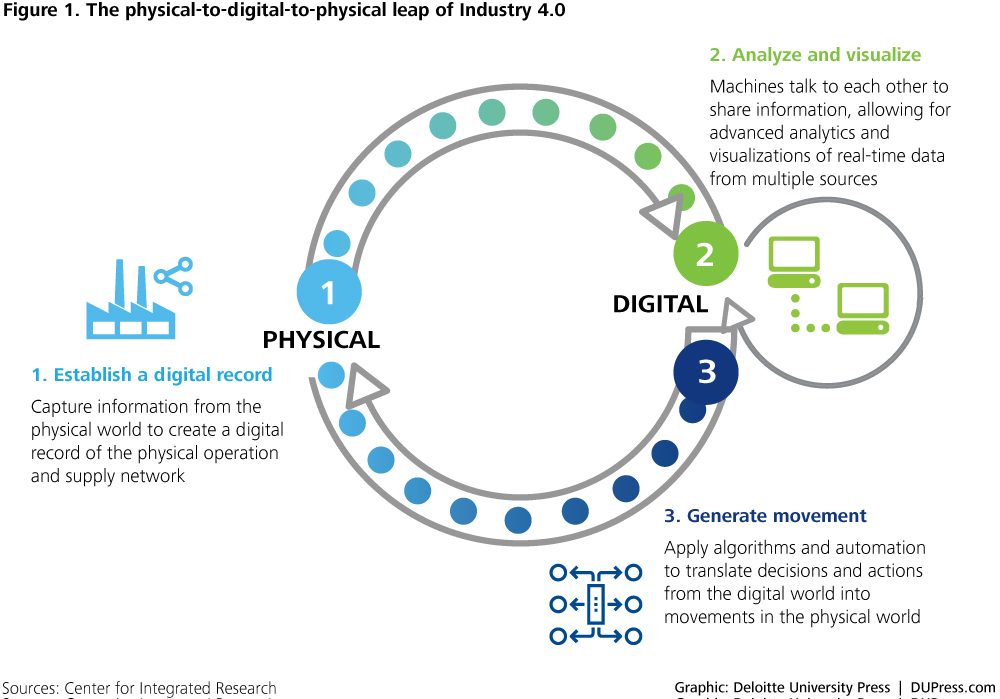 Figure 1. The physical-to-digital-to-physical leap of Industry 4.0
2. Analyze and visualize
Machines talk to each other to
share information, allowing for
advanced analytics and
visualizations of real-time data
from multiple sources
1
PHYSICAL
2
DIGITAL
3
1. Establish a digital record
Capture information from the
physical world to create a digital
record of the physical operation
and supply network
3. Generate movement
Apply algorithms and automation
to translate decisions and actions
from the digital world into
movements in the physical world
Sources: Center for Integrated Research
Graphic: Deloitte University Press | DUPress.com